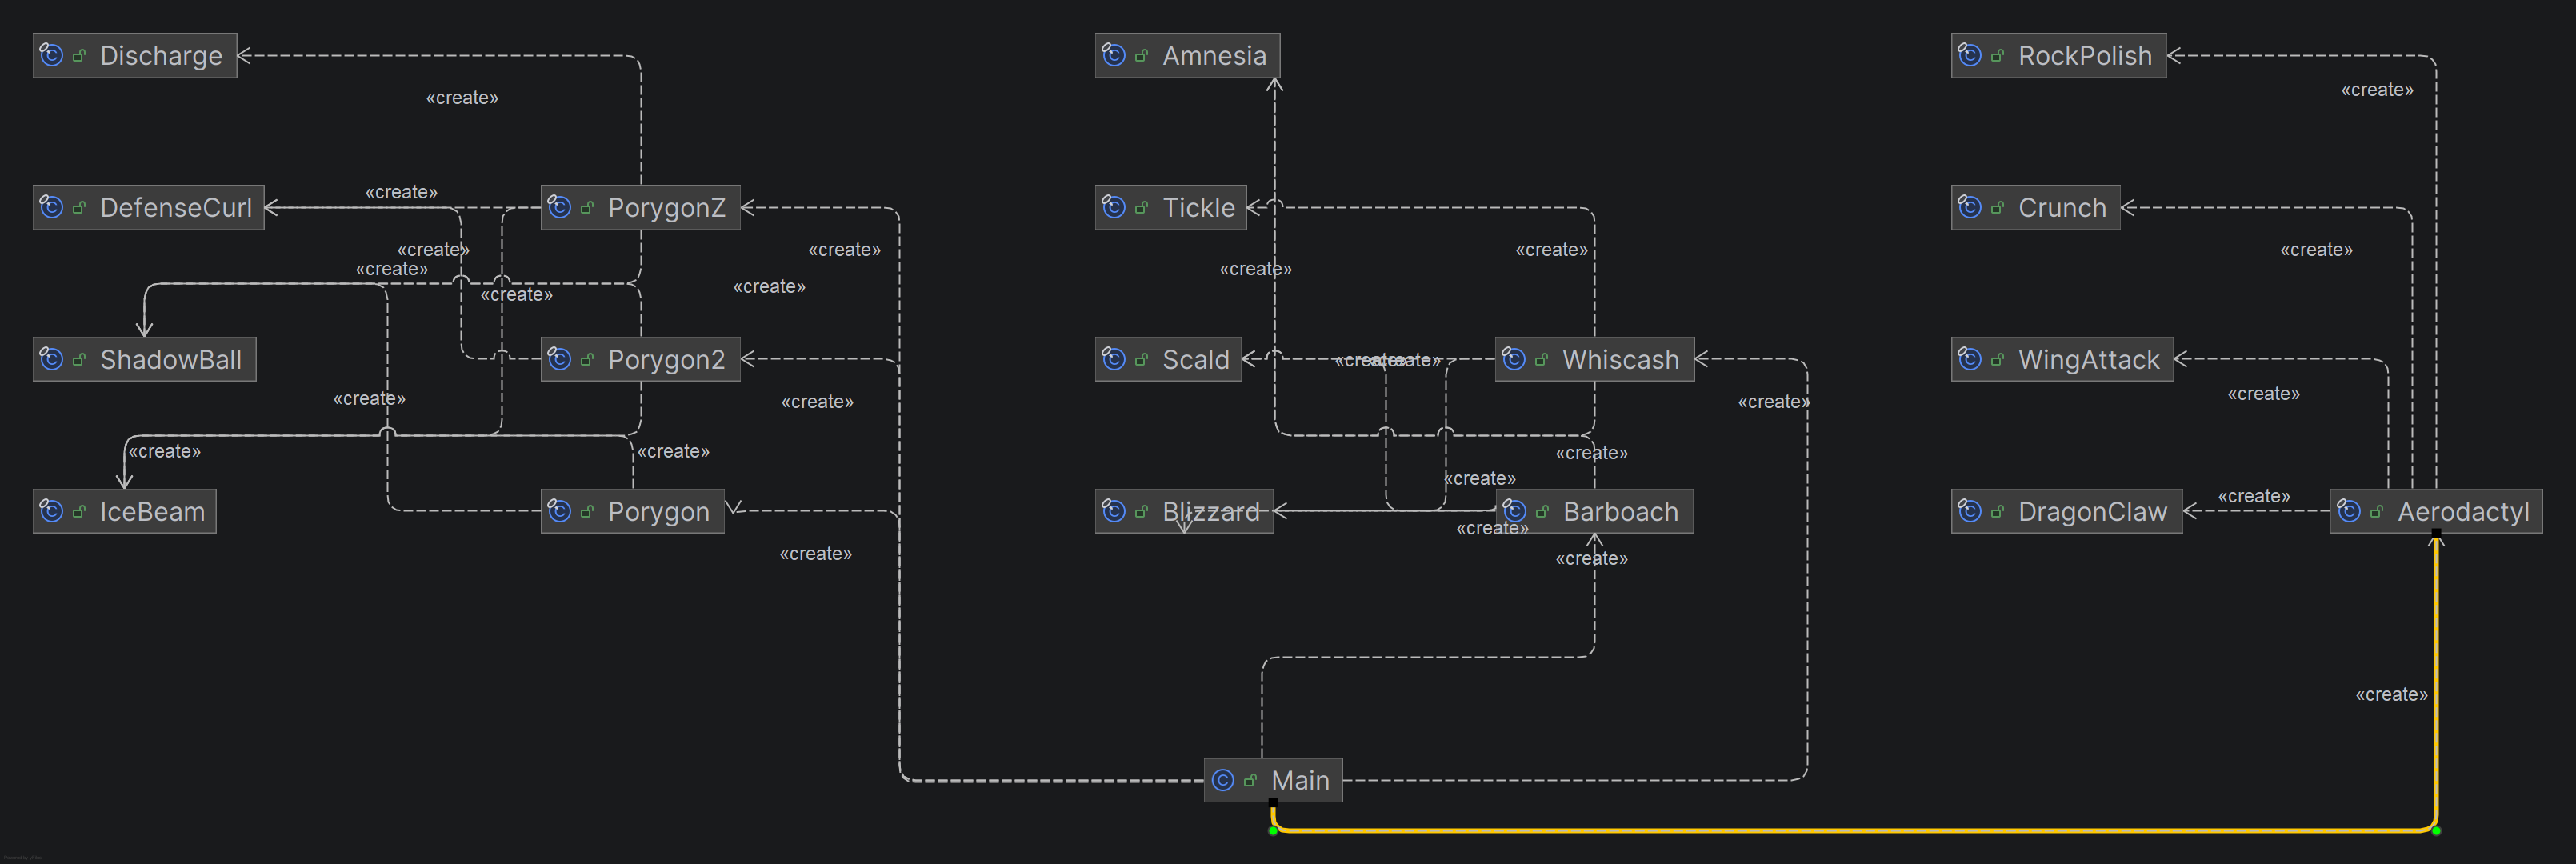 Discharge
Amnesia
RockPolish
«create»
«create»
DefenseCurl
«create»
PorygonZ
Tickle
Crunch
«create»
«create»
«create»
«create»
«create»
«create»
«create»
«create»
ShadowBall
Porygon2
Scald
«create»
«create»
Whiscash
WingAttack
«create»
«create»
«create»
«create»
«create»
«create»
«create»
«create»
IceBeam
Porygon
Blizzard
Barboach
DragonClaw
«create»
Aerodactyl
«create»
«create»
«create»
«create»
Main